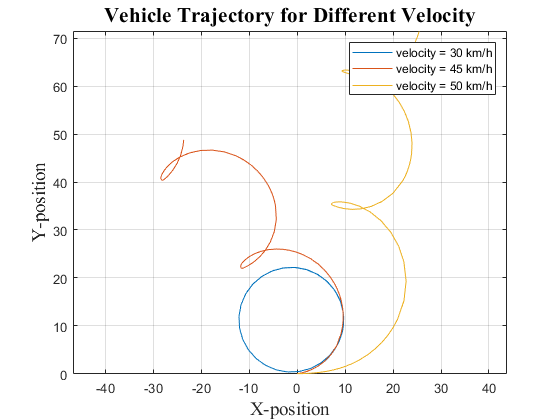 Vehicle Trajectory for Different Velocity
velocity = 30 km/h
velocity = 45 km/h
velocity = 50 km/h
Y-position
70
60
50
40
30
20
10
0
-40 -30 -20 -10 0 10 20 30 40
X-position